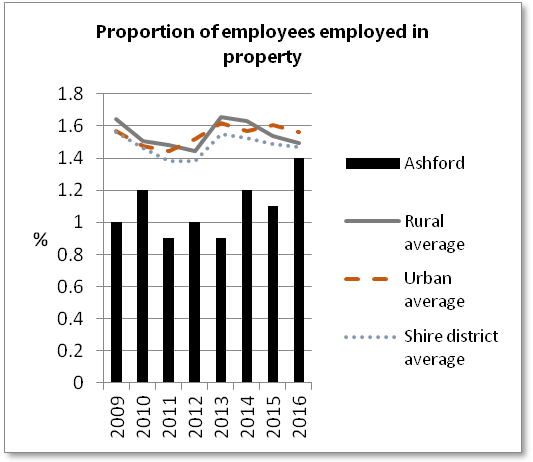 Proportion of employees employed in
property
1.8
1.6
1.4
1.2
1
0.8
0.6
0.4
0.2
0
%
2009
2010
2011
2012
2013
2014
2015
2016
Ashford
Rural
average
Urban
average
Shire district
average